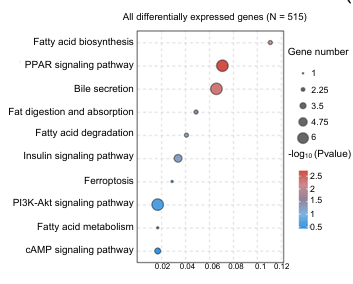 All differentially expressed genes (N = 515)
Fatty acid biosynthesis
PPAR signaling pathway
Bile secretion
Fat digestion and absorption
Fatty acid degradation
Insulin signaling pathway
Ferroptosis
PI3K-Akt signaling pathway
Fatty acid metabolism
cAMP signaling pathway
0.02 0.04 0.06 0.08 0.1 0.12
Gene number
1
2.25
3.5
4.75
6
-log₁₀(Pvalue)
2.5
2
1.5
1
0.5